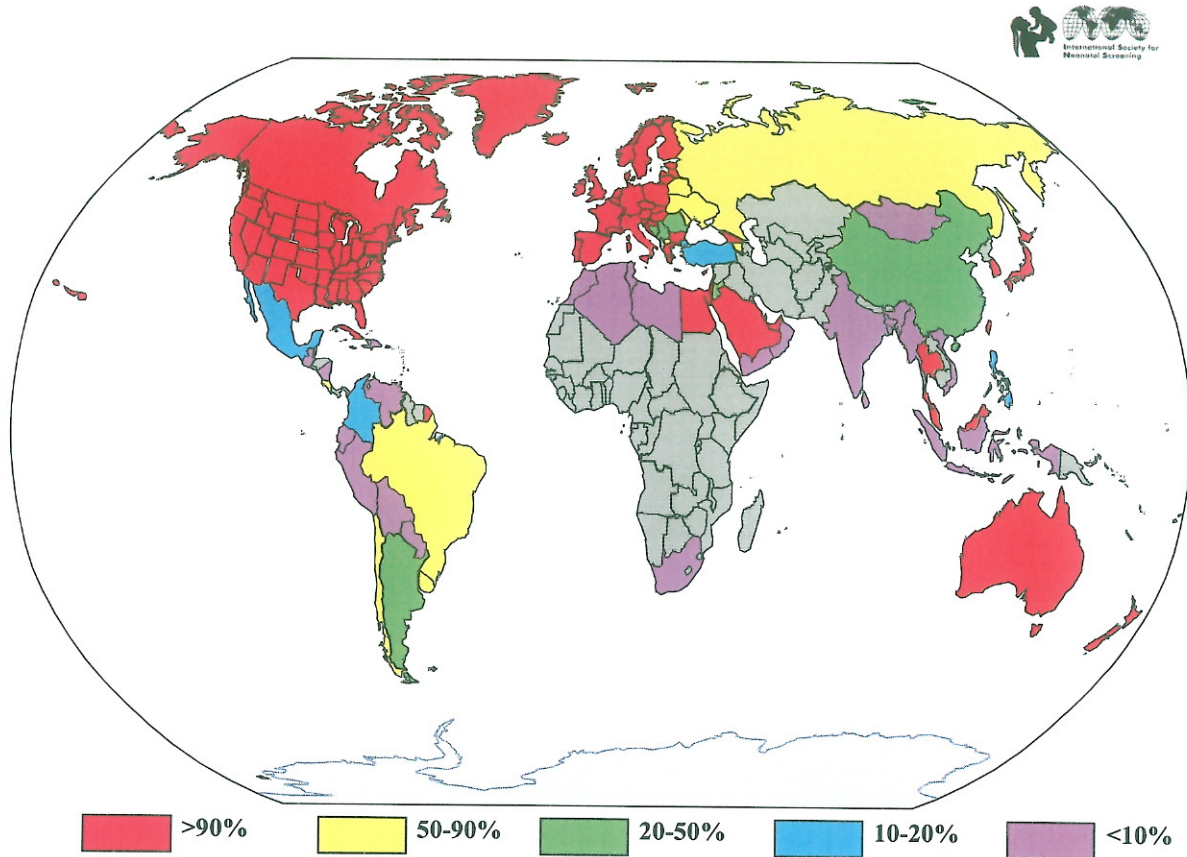 International Society for
Neonatal Screening
>90%
50-90%
20-50%
10-20%
<10%